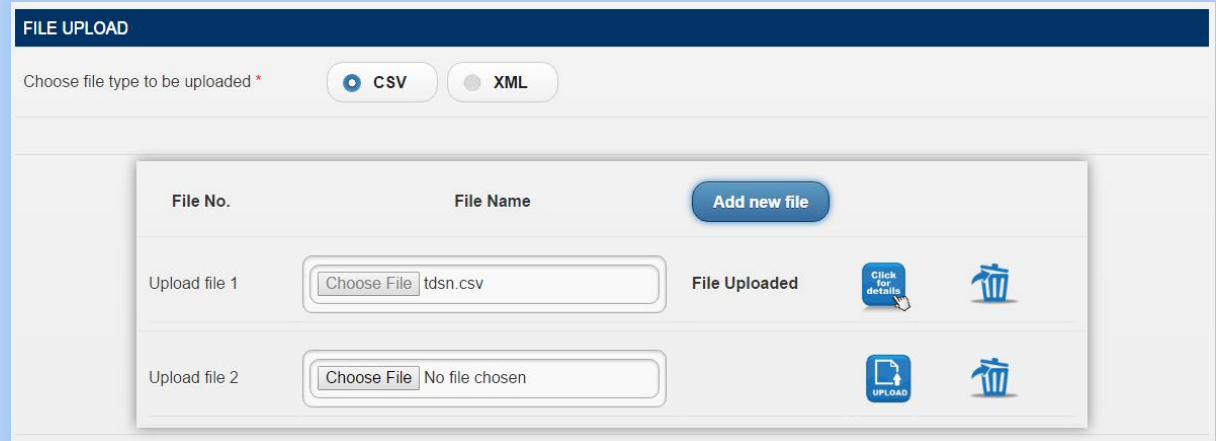 FILE UPLOAD
Choose file type to be uploaded * CSV XML
File No. File Name Add new file
Upload file 1 Choose File tdsn.csv File Uploaded Click for details
Upload file 2 Choose File No file chosen UPLOAD